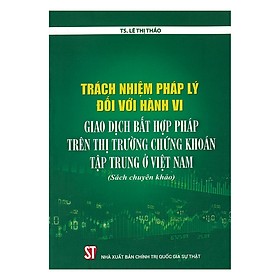 TS. LÊ THỊ THẢO
TRÁCH NHIỆM PHÁP LÝ
ĐỐI VỚI HÀNH VI
GIAO DỊCH BẤT HỢP PHÁP
TRÊN THỊ TRƯỜNG CHỨNG KHOÁN
TẬP TRUNG Ở VIỆT NAM
(Sách chuyên khảo)
ST
NHÀ XUẤT BẢN CHÍNH TRỊ QUỐC GIA SỰ THẬT